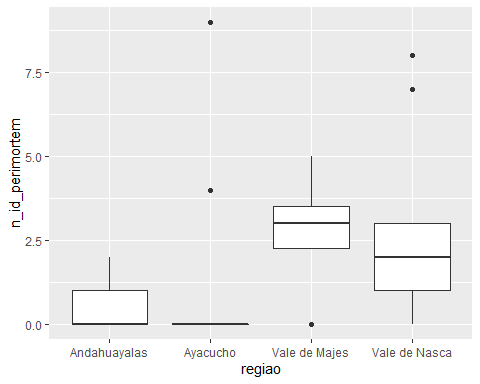 n_id_perimortem
7.5
5.0
2.5
0.0
Andahuayalas Ayacucho Vale de Majes Vale de Nasca
regiao